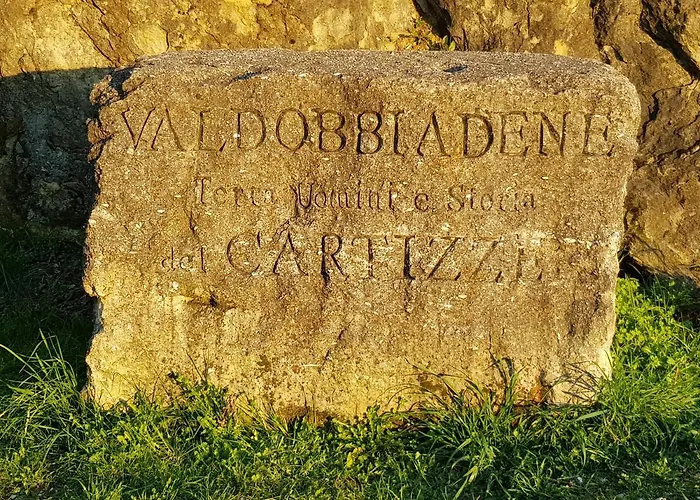 VALDOBBIADENE
Terra Uomini e Storia
del CARTIZZE